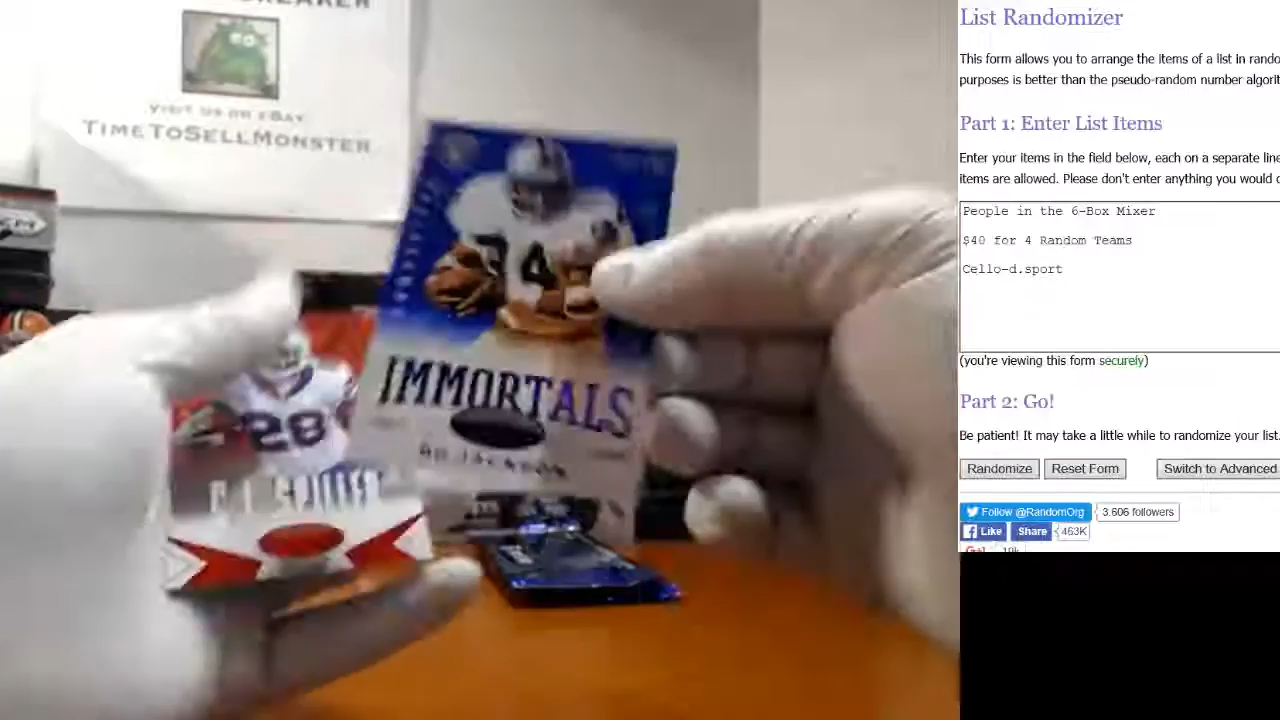 VISIT US ON EBAY
TIMETOSELLMONSTER
34
IMMORTALS
BO JACKSON
28
List Randomizer
This form allows you to arrange the items of a list in rando
purposes is better than the pseudo-random number algorit
Part 1: Enter List Items
Enter your items in the field below, each on a separate line
items are allowed. Please don't enter anything you would c
People in the 6-Box Mixer
$40 for 4 Random Teams
Cello-d.sport
(you're viewing this form securely)
Part 2: Go!
Be patient! It may take a little while to randomize your list.
Randomize Reset Form Switch to Advanced
Follow @RandomOrg 3,606 followers
Like Share 463K